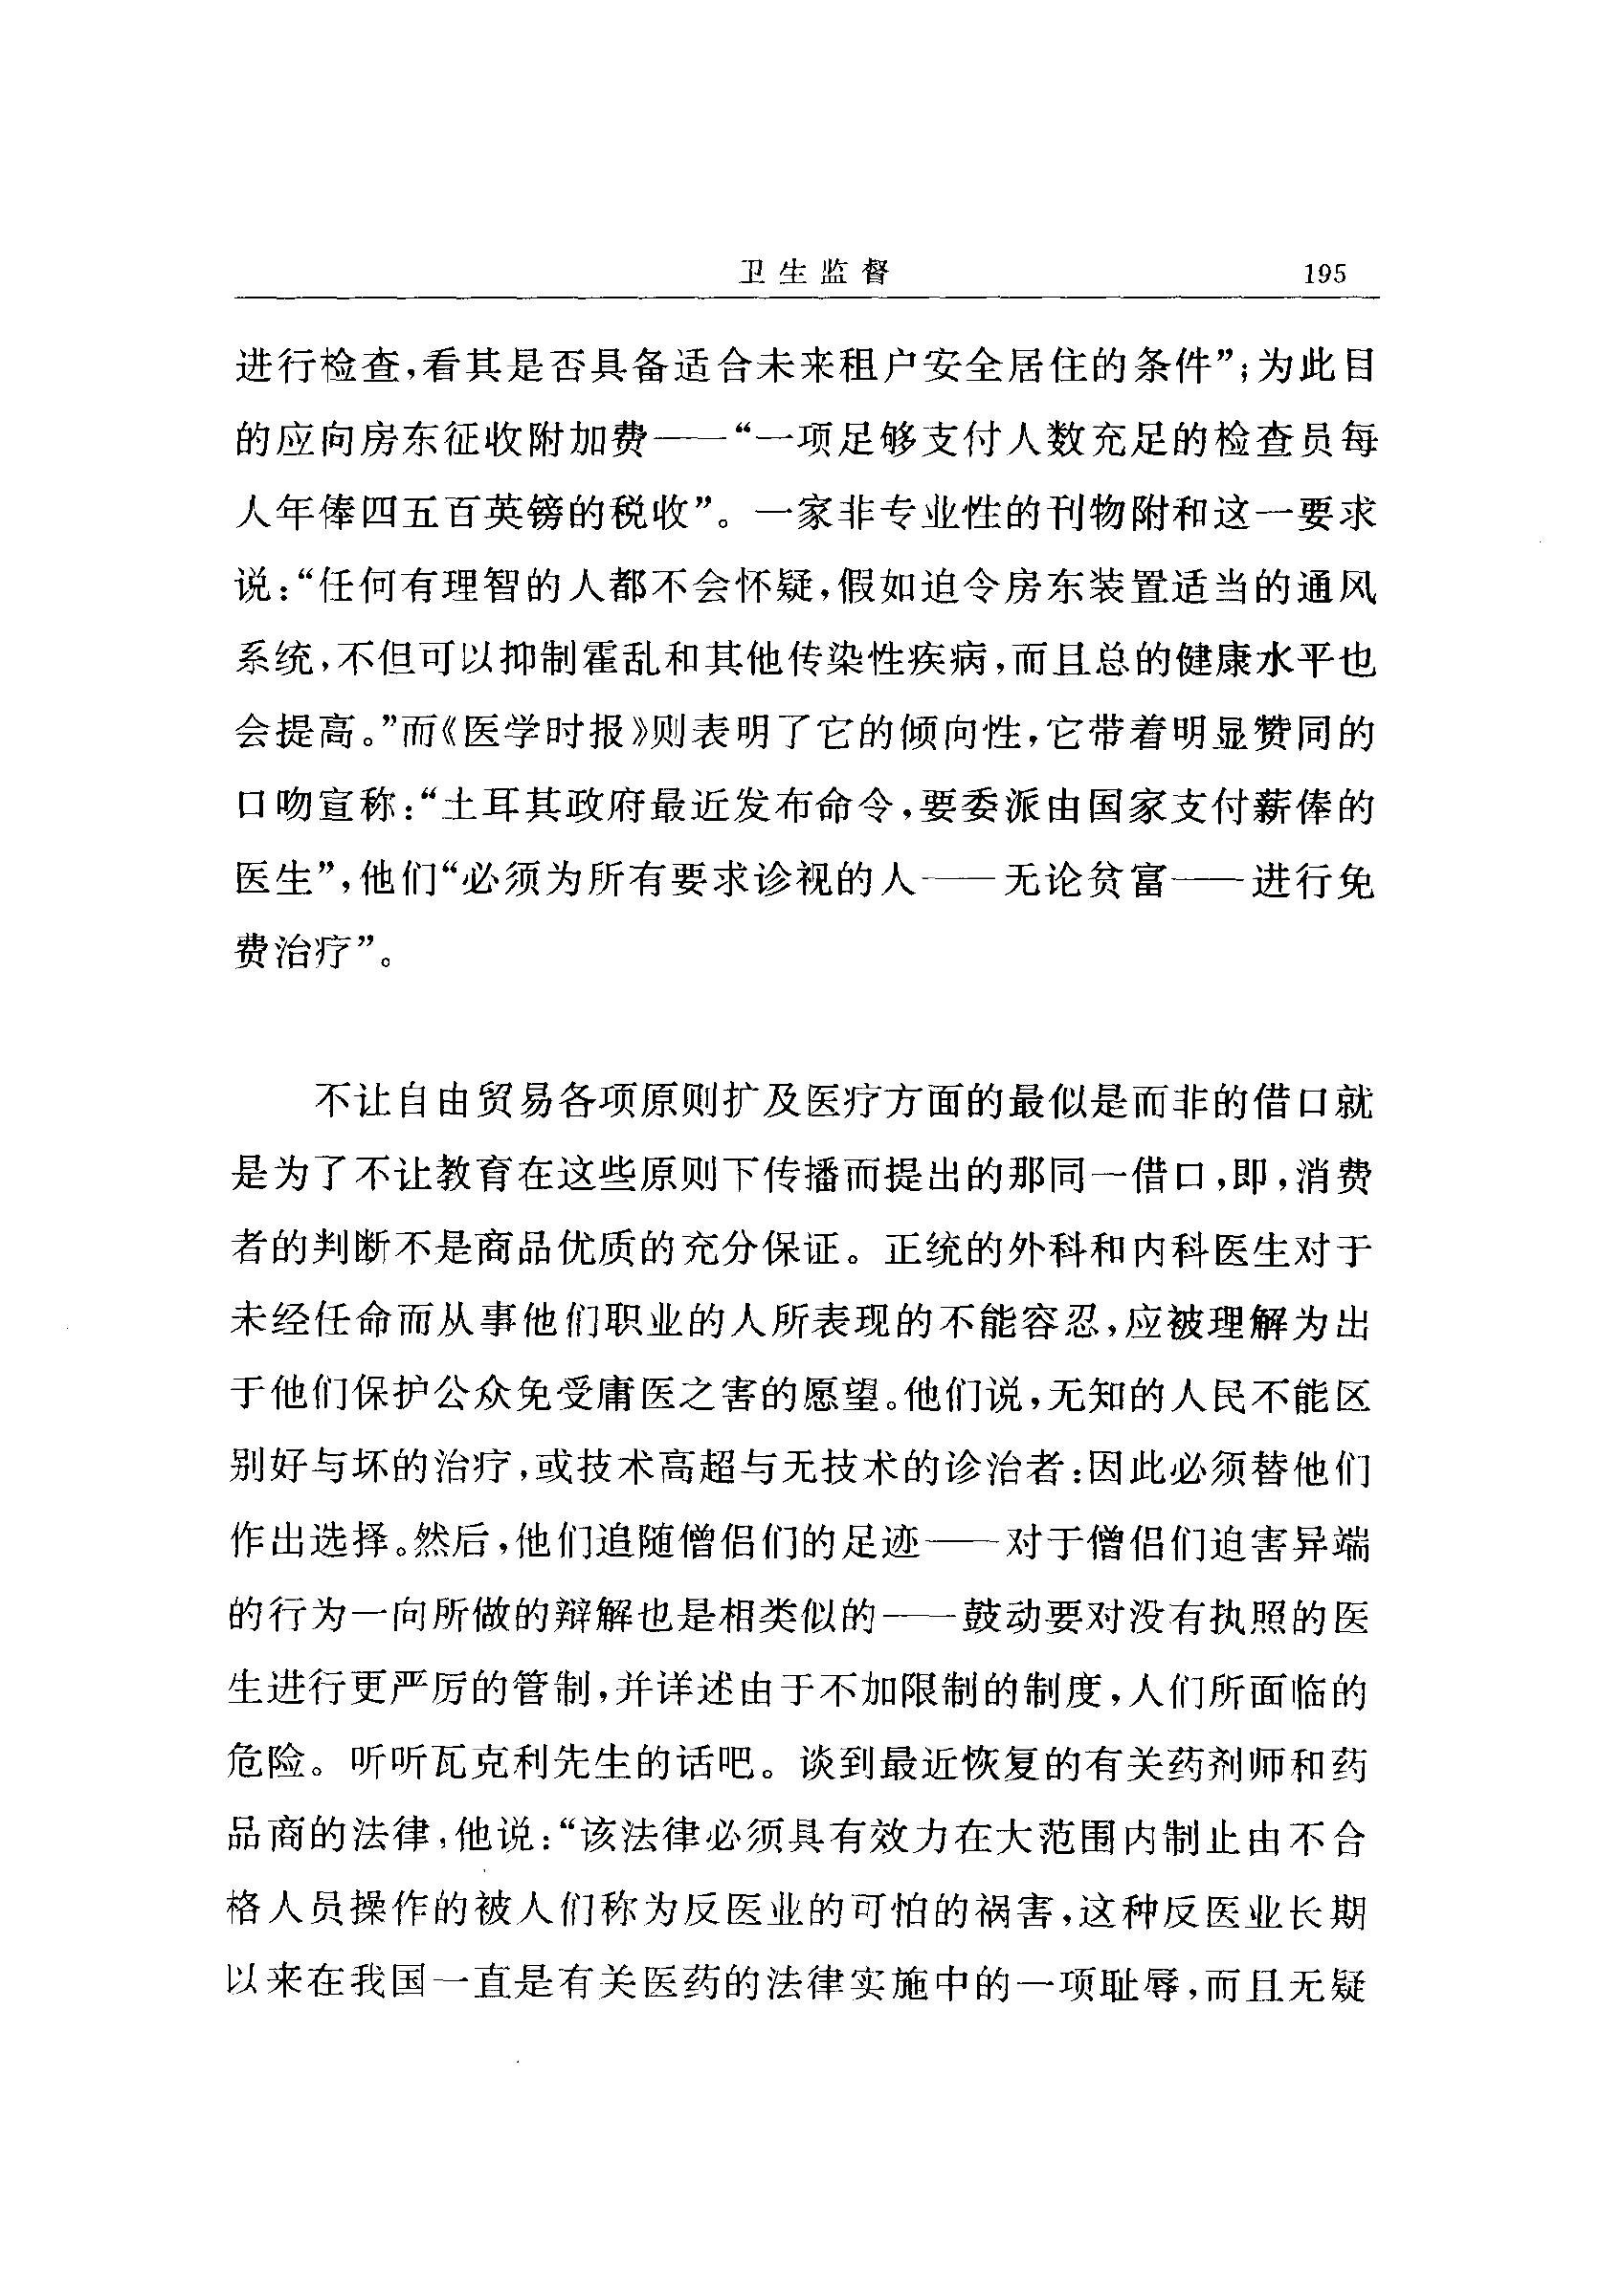 卫生监督 195
进行检查,看其是否具备适合未来租户安全居住的条件”;为此目
的应向房东征收附加费——“一项足够支付人数充足的检查员每
人年俸四五百英镑的税收”。一家非专业性的刊物附和这一要求
说:“任何有理智的人都不会怀疑,假如迫令房东装置适当的通风
系统,不但可以抑制霍乱和其他传染性疾病,而且总的健康水平也
会提高。”而《医学时报》则表明了它的倾向性,它带着明显赞同的
口吻宣称:“土耳其政府最近发布命令,要委派由国家支付薪俸的
医生”,他们“必须为所有要求诊视的人——无论贫富——进行免
费治疗”。
不让自由贸易各项原则扩及医疗方面的最似是而非的借口就
是为了不让教育在这些原则下传播而提出的那同一借口,即,消费
者的判断不是商品优质的充分保证。正统的外科和内科医生对于
未经任命而从事他们职业的人所表现的不能容忍,应被理解为出
于他们保护公众免受庸医之害的愿望。他们说,无知的人民不能区
别好与坏的治疗,或技术高超与无技术的诊治者:因此必须替他们
作出选择。然后,他们追随僧侣们的足迹——对于僧侣们迫害异端
的行为一向所做的辩解也是相类似的——鼓动要对没有执照的医
生进行更严厉的管制,并详述由于不加限制的制度,人们所面临的
危险。听听瓦克利先生的话吧。谈到最近恢复的有关药剂师和药
品商的法律,他说:“该法律必须具有效力在大范围内制止由不合
格人员操作的被人们称为反医业的可怕的祸害,这种反医业长期
以来在我国一直是有关医药的法律实施中的一项耻辱,而且无疑